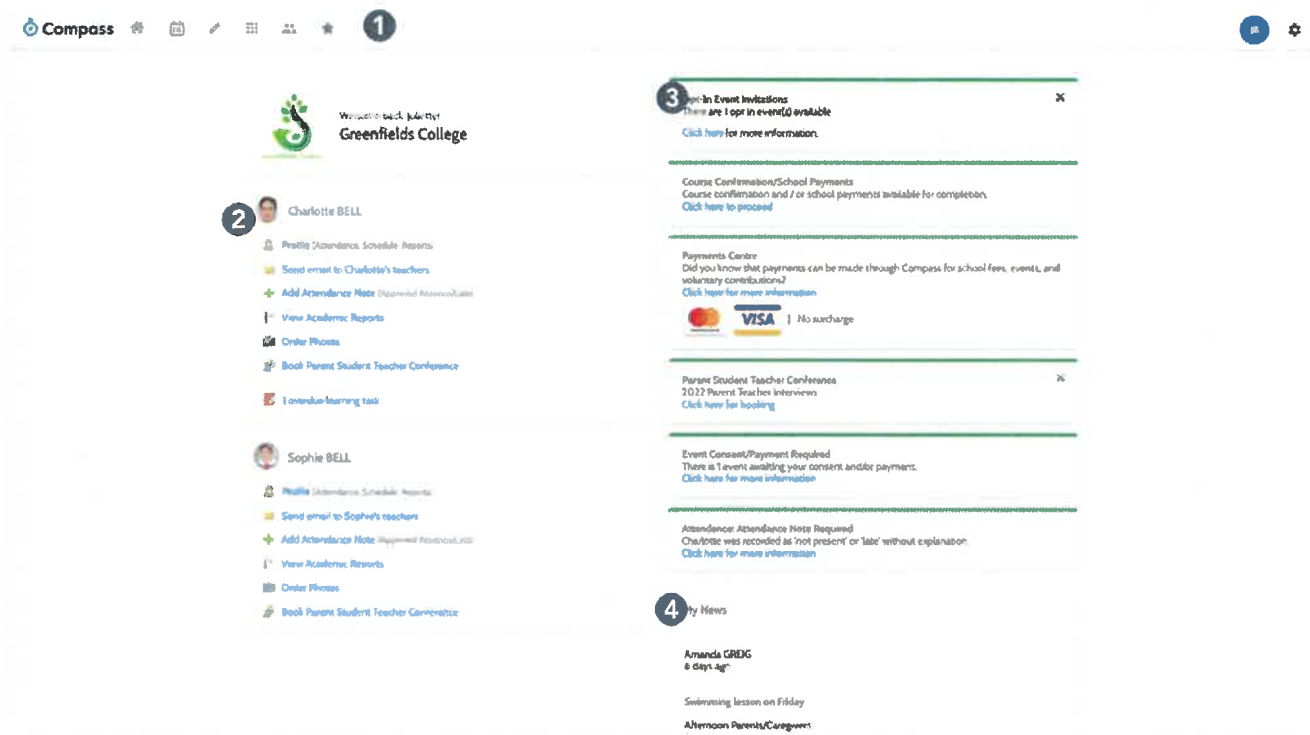 Compass
1
Greenfields College
2
Charlotte BELL
Profile (Attendance, Schedule, Reports)
Send email to Charlotte's teachers
Add Attendance Note (Approved Absence/Late)
View Academic Reports
Order Photos
Book Parent Student Teacher Conference
1 overdue learning task
Sophie BELL
Profile (Attendance, Schedule, Reports)
Send email to Sophie's teachers
Add Attendance Note (Approved Absence/Late)
View Academic Reports
Order Photos
Book Parent Student Teacher Conference
3
Opt-In Event Invitations
There are 1 opt in event(s) available
Click here for more information.
Course Confirmation/School Payments
Course confirmation and / or school payments available for completion.
Click here to proceed
Payments Centre
Did you know that payments can be made through Compass for school fees, events, and
voluntary contributions?
Click here for more information
VISA | No surcharge
Parent Student Teacher Conference
2022 Parent Teacher Interviews
Click here for booking
Event Consent/Payment Required
There is 1 event awaiting your consent and/or payment.
Click here for more information
Attendance: Attendance Note Required
Charlotte was recorded as 'not present' or 'late' without explanation.
Click here for more information
4
My News
Amanda GREIG
6 days ago
Swimming lesson on Friday
Afternoon Parents/Caregivers